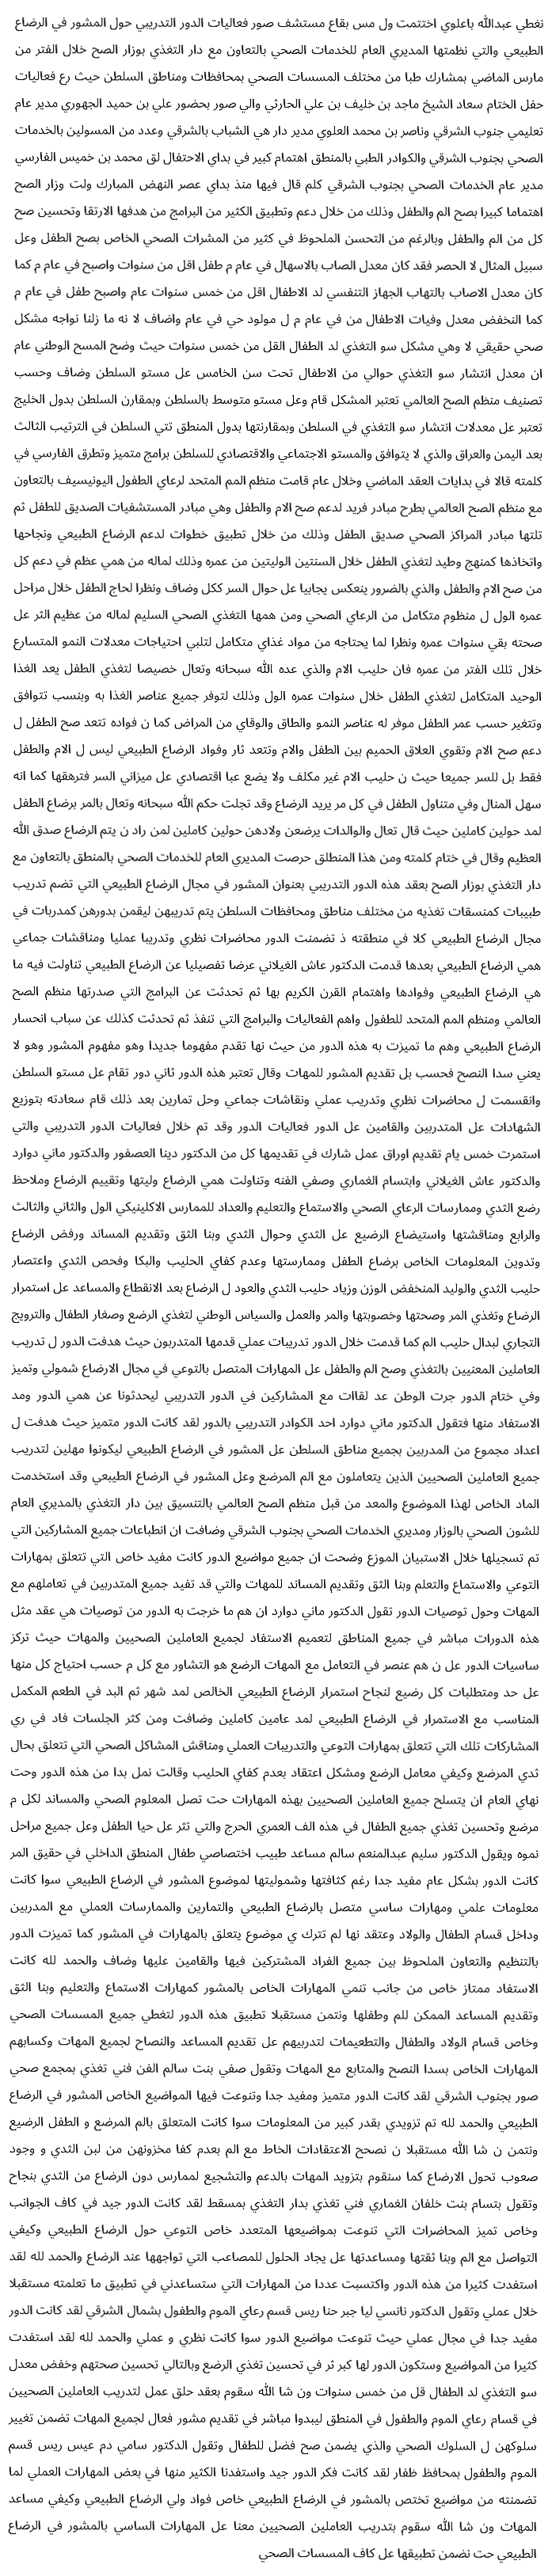 نغطي عبدالله باعلوي اختتمت ول مس بقاع مستشف صور فعاليات الدور التدريبي حول المشور في الرضاع
الطبيعي والتي نظمتها المديري العام للخدمات الصحي بالتعاون مع دار التغذي بوزار الصح خلال الفتر من
مارس الماضي بمشارك طبا من مختلف المسسات الصحي بمحافظات ومناطق السلطن حيث رع فعاليات
حفل الختام سعاد الشيخ ماجد بن خليف بن علي الحارثي والي صور بحضور علي بن حميد الجهوري مدير عام
تعليمي جنوب الشرقي وناصر بن محمد العلوي مدير دار هي الشباب بالشرقي وعدد من المسولين بالخدمات
الصحي بجنوب الشرقي والكوادر الطبي بالمنطق اهتمام كبير في بداي الاحتفال لق محمد بن خميس الفارسي
مدير عام الخدمات الصحي بجنوب الشرقي كلم قال فيها منذ بداي عصر النهض المبارك ولت وزار الصح
اهتماما كبيرا بصح الم والطفل وذلك من خلال دعم وتطبيق الكثير من البرامج من هدفها الارتقا وتحسين صح
كل من الم والطفل وبالرغم من التحسن الملحوظ في كثير من المشرات الصحي الخاص بصح الطفل وعل
سبيل المثال لا الحصر فقد كان معدل الصاب بالاسهال في عام م طفل اقل من سنوات واصبح في عام م كما
كان معدل الاصاب بالتهاب الجهاز التنفسي لد الاطفال اقل من خمس سنوات عام واصبح طفل في عام م
كما النخفض معدل وفيات الاطفال من في عام م ل مولود حي في عام واضاف لا نه ما زلنا نواجه مشكل
صحي حقيقي لا وهي مشكل سو التغذي لد الطفال القل من خمس سنوات حيث وضح المسح الوطني عام
ان معدل انتشار سو التغذي حوالي من الاطفال تحت سن الخامس عل مستو السلطن وضاف وحسب
تصنيف منظم الصح العالمي تعتبر المشكل قام وعل مستو متوسط بالسلطن وبمقارن السلطن بدول الخليج
تعتبر عل معدلات انتشار سو التغذي في السلطن وبمقارنتها بدول المنطق تتي السلطن في الترتيب الثالث
بعد اليمن والعراق والذي لا يتوافق والمستو الاجتماعي والاقتصادي للسلطن برامج متميز وتطرق الفارسي في
كلمته قالا في بدايات العقد الماضي وخلال عام قامت منظم المم المتحد لرعاي الطفول اليونيسيف بالتعاون
مع منظم الصح العالمي بطرح مبادر فريد لدعم صح الام والطفل وهي مبادر المستشفيات الصديق للطفل ثم
تلتها مبادر المراكز الصحي صديق الطفل وذلك من خلال تطبيق خطوات لدعم الرضاع الطبيعي ونجاحها
واتخاذها كمنهج وطيد لتغذي الطفل خلال السنتين الوليتين من عمره وذلك لماله من همي عظم في دعم كل
من صح الام والطفل والذي بالضرور ينعكس يجابيا عل حوال السر ككل وضاف ونظرا لحاج الطفل خلال مراحل
عمره الول ل منظوم متكامل من الرعاي الصحي ومن همها التغذي الصحي السليم لماله من عظيم الثر عل
صحته بقي سنوات عمره ونظرا لما يحتاجه من مواد غذاي متكامل لتلبي احتياجات معدلات النمو المتسارع
خلال تلك الفتر من عمره فان حليب الام والذي عده الله سبحانه وتعال خصيصا لتغذي الطفل يعد الغذا
الوحيد المتكامل لتغذي الطفل خلال سنوات عمره الول وذلك لتوفر جميع عناصر الغذا به وبنسب تتوافق
وتتغير حسب عمر الطفل موفر له عناصر النمو والطاق والوقاي من المراض كما ن فواده تتعد صح الطفل ل
دعم صح الام وتقوي العلاق الحميم بين الطفل والام وتتعد ثار وفواد الرضاع الطبيعي ليس ل الام والطفل
فقط بل للسر جميعا حيث ن حليب الام غير مكلف ولا يضع عبا اقتصادي عل ميزاني السر فترهقها كما انه
سهل المنال وفي متناول الطفل في كل مر يريد الرضاع وقد تجلت حكم الله سبحانه وتعال بالمر برضاع الطفل
لمد حولين كاملين حيث قال تعال والوالدات يرضعن ولادهن حولين كاملين لمن راد ن يتم الرضاع صدق الله
العظيم وقال في ختام كلمته ومن هذا المنطلق حرصت المديري العام للخدمات الصحي بالمنطق بالتعاون مع
دار التغذي بوزار الصح بعقد هذه الدور التدريبي بعنوان المشور في مجال الرضاع الطبيعي التي تضم تدريب
طبيبات كمنسقات تغذيه من مختلف مناطق ومحافظات السلطن يتم تدريبهن ليقمن بدورهن كمدربات في
مجال الرضاع الطبيعي كلا في منطقته ذ تضمنت الدور محاضرات نظري وتدريبا عمليا ومناقشات جماعي
همي الرضاع الطبيعي بعدها قدمت الدكتور عاش الغيلاني عرضا تفصيليا عن الرضاع الطبيعي تناولت فيه ما
هي الرضاع الطبيعي وفوادها واهتمام القرن الكريم بها ثم تحدثت عن البرامج التي صدرتها منظم الصح
العالمي ومنظم المم المتحد للطفول واهم الفعاليات والبرامج التي تنفذ ثم تحدثت كذلك عن سباب انحسار
الرضاع الطبيعي وهم ما تميزت به هذه الدور من حيث نها تقدم مفهوما جديدا وهو مفهوم المشور وهو لا
يعني سدا النصح فحسب بل تقديم المشور للمهات وقال تعتبر هذه الدور ثاني دور تقام عل مستو السلطن
وانقسمت ل محاضرات نظري وتدريب عملي ونقاشات جماعي وحل تمارين بعد ذلك قام سعادته بتوزيع
الشهادات عل المتدربين والقامين عل الدور فعاليات الدور وقد تم خلال فعاليات الدور التدريبي والتي
استمرت خمس يام تقديم اوراق عمل شارك في تقديمها كل من الدكتور دينا العصفور والدكتور ماني دوارد
والدكتور عاش الغيلاني وابتسام الغماري وصفي الفنه وتناولت همي الرضاع وليتها وتقييم الرضاع وملاحظ
رضع الثدي وممارسات الرعاي الصحي والاستماع والتعليم والعداد للممارس الاكلينيكي الول والثاني والثالث
والرابع ومناقشتها واستيضاع الرضيع عل الثدي وحوال الثدي وبنا الثق وتقديم المساند ورفض الرضاع
وتدوين المعلومات الخاص برضاع الطفل وممارستها وعدم كفاي الحليب والبكا وفحص الثدي واعتصار
حليب الثدي والوليد المنخفض الوزن وزياد حليب الثدي والعود ل الرضاع بعد الانقطاع والمساعد عل استمرار
الرضاع وتغذي المر وصحتها وخصوبتها والمر والعمل والسياس الوطني لتغذي الرضع وصغار الطفال والترويج
التجاري لبدال حليب الم كما قدمت خلال الدور تدريبات عملي قدمها المتدربون حيث هدفت الدور ل تدريب
العاملين المعنيين بالتغذي وصح الم والطفل عل المهارات المتصل بالتوعي في مجال الارضاع شمولي وتميز
وفي ختام الدور جرت الوطن عد لقاات مع المشاركين في الدور التدريبي ليحدثونا عن همي الدور ومد
الاستفاد منها فتقول الدكتور ماني دوارد احد الكوادر التدريبي بالدور لقد كانت الدور متميز حيث هدفت ل
اعداد مجموع من المدربين بجميع مناطق السلطن عل المشور في الرضاع الطبيعي ليكونوا مهلين لتدريب
جميع العاملين الصحيين الذين يتعاملون مع الم المرضع وعل المشور في الرضاع الطبيعي وقد استخدمت
الماد الخاص لهذا الموضوع والمعد من قبل منظم الصح العالمي بالتنسيق بين دار التغذي بالمديري العام
للشون الصحي بالوزار ومديري الخدمات الصحي بجنوب الشرقي وضافت ان انطباعات جميع المشاركين التي
تم تسجيلها خلال الاستبيان الموزع وضحت ان جميع مواضيع الدور كانت مفيد خاص التي تتعلق بمهارات
التوعي والاستماع والتعلم وبنا الثق وتقديم المساند للمهات والتي قد تفيد جميع المتدربين في تعاملهم مع
المهات وحول توصيات الدور تقول الدكتور ماني دوارد ان هم ما خرجت به الدور من توصيات هي عقد مثل
هذه الدورات مباشر في جميع المناطق لتعميم الاستفاد لجميع العاملين الصحيين والمهات حيث تركز
ساسيات الدور عل ن هم عنصر في التعامل مع المهات الرضع هو التشاور مع كل م حسب احتياج كل منها
عل حد ومتطلبات كل رضيع لنجاح استمرار الرضاع الطبيعي الخالص لمد شهر ثم البد في الطعم المكمل
المناسب مع الاستمرار في الرضاع الطبيعي لمد عامين كاملين وضافت ومن كثر الجلسات فاد في ري
المشاركات تلك التي تتعلق بمهارات التوعي والتدريبات العملي ومناقش المشاكل الصحي التي تتعلق بحال
ثدي المرضع وكيفي معامل الرضع ومشكل اعتقاد بعدم كفاي الحليب وقالت نمل بدا من هذه الدور وحت
نهاي العام ان يتسلح جميع العاملين الصحيين بهذه المهارات حت تصل المعلوم الصحي والمساند لكل م
مرضع وتحسين تغذي جميع الطفال في هذه الف العمري الحرج والتي تثر عل حيا الطفل وعل جميع مراحل
نموه ويقول الدكتور سليم عبدالمنعم سالم مساعد طبيب اختصاصي طفال المنطق الداخلي في حقيق المر
كانت الدور بشكل عام مفيد جدا رغم كثافتها وشموليتها لموضوع المشور في الرضاع الطبيعي سوا كانت
معلومات علمي ومهارات ساسي متصل بالرضاع الطبيعي والتمارين والممارسات العملي مع المدربين
وداخل قسام الطفال والولاد وعتقد نها لم تترك ي موضوع يتعلق بالمهارات في المشور كما تميزت الدور
بالتنظيم والتعاون الملحوظ بين جميع الفراد المشتركين فيها والقامين عليها وضاف والحمد لله كانت
الاستفاد ممتاز خاص من جانب تنمي المهارات الخاص بالمشور كمهارات الاستماع والتعليم وبنا الثق
وتقديم المساعد الممكن للم وطفلها ونتمن مستقبلا تطبيق هذه الدور لتغطي جميع المسسات الصحي
وخاص قسام الولاد والطفال والتطعيمات لتدربيهم عل تقديم المساعد والنصاح لجميع المهات وكسابهم
المهارات الخاص بسدا النصح والمتابع مع المهات وتقول صفي بنت سالم الفن فني تغذي بمجمع صحي
صور بجنوب الشرقي لقد كانت الدور متميز ومفيد جدا وتنوعت فيها المواضيع الخاص المشور في الرضاع
الطبيعي والحمد لله تم تزويدي بقدر كبير من المعلومات سوا كانت المتعلق بالم المرضع و الطفل الرضيع
ونتمن ن شا الله مستقبلا ن نصحح الاعتقادات الخاط مع الم بعدم كفا مخزونهن من لبن الثدي و وجود
صعوب تحول الارضاع كما سنقوم بتزويد المهات بالدعم والتشجيع لممارس دون الرضاع من الثدي بنجاح
وتقول بتسام بنت خلفان الغماري فني تغذي بدار التغذي بمسقط لقد كانت الدور جيد في كاف الجوانب
وخاص تميز المحاضرات التي تنوعت بمواضيعها المتعدد خاص التوعي حول الرضاع الطبيعي وكيفي
التواصل مع الم وبنا ثقتها ومساعدتها عل يجاد الحلول للمصاعب التي تواجهها عند الرضاع والحمد لله لقد
استفدت كثيرا من هذه الدور واكتسبت عددا من المهارات التي ستساعدني في تطبيق ما تعلمته مستقبلا
خلال عملي وتقول الدكتور نانسي ليا جبر حنا ريس قسم رعاي الموم والطفول بشمال الشرقي لقد كانت الدور
مفيد جدا في مجال عملي حيث تنوعت مواضيع الدور سوا كانت نظري و عملي والحمد لله لقد استفدت
كثيرا من المواضيع وستكون الدور لها كبر ثر في تحسين تغذي الرضع وبالتالي تحسين صحتهم وخفض معدل
سو التغذي لد الطفال قل من خمس سنوات ون شا الله سقوم بعقد حلق عمل لتدريب العاملين الصحيين
في قسام رعاي الموم والطفول في المنطق ليبدوا مباشر في تقديم مشور فعال لجميع المهات تضمن تغيير
سلوكهن ل السلوك الصحي والذي يضمن صح فضل للطفال وتقول الدكتور سامي دم عيس ريس قسم
الموم والطفول بمحافظ ظفار لقد كانت فكر الدور جيد واستفدنا الكثير منها في بعض المهارات العملي لما
تضمنته من مواضيع تختص بالمشور في الرضاع الطبيعي خاص فواد ولي الرضاع الطبيعي وكيفي مساعد
المهات ون شا الله سقوم بتدريب العاملين الصحيين معنا عل المهارات الساسي بالمشور في الرضاع
الطبيعي حت نضمن تطبيقها عل كاف المسسات الصحي